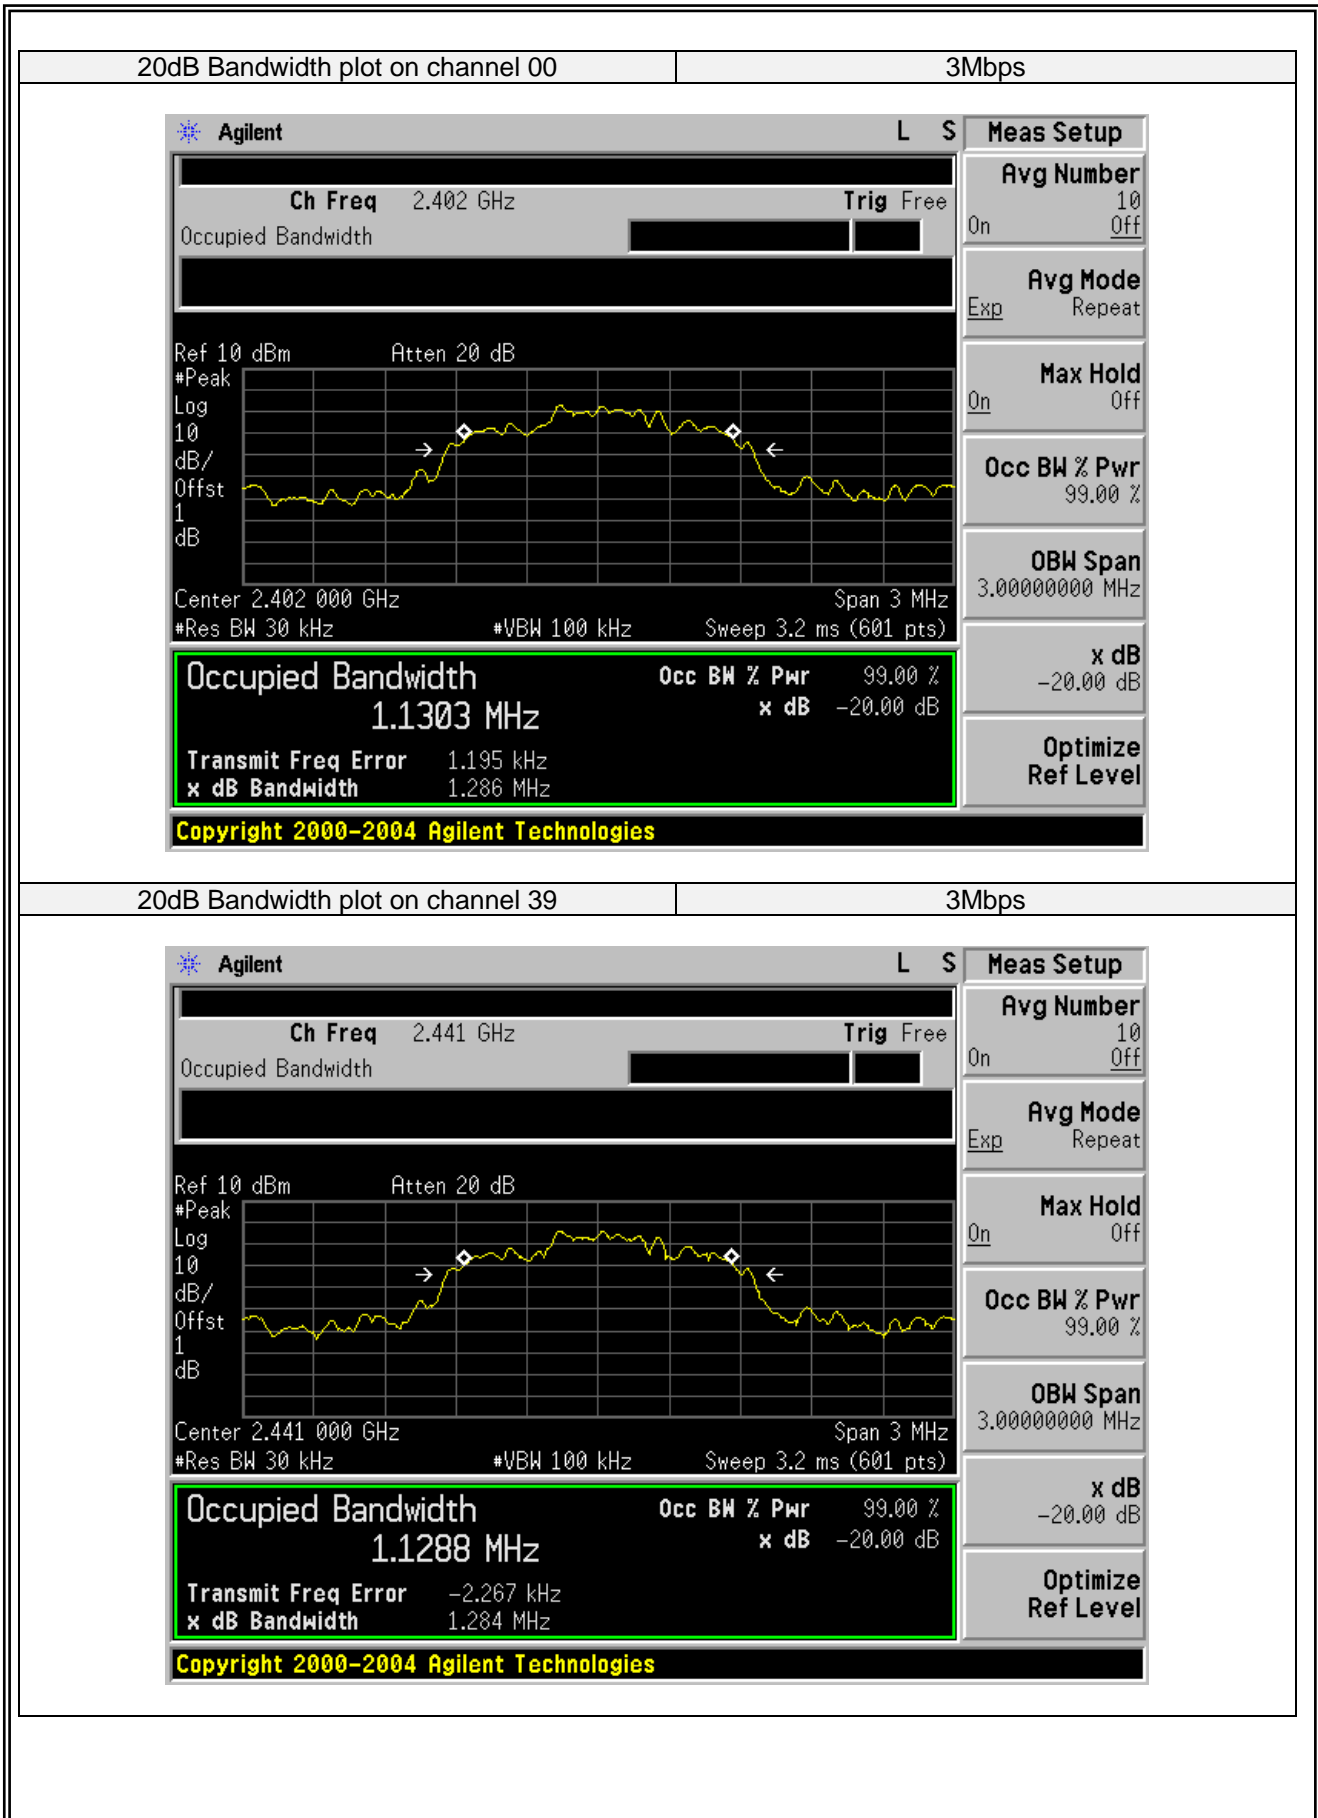 20dB Bandwidth plot on channel 00 3Mbps
Agilent L S Meas Setup
Ch Freq 2.402 GHz Trig Free
Occupied Bandwidth
Avg Number
10
On Off
Avg Mode
Exp Repeat
Max Hold
On Off
Occ BW % Pwr
99.00 %
OBW Span
3.00000000 MHz
x dB
-20.00 dB
Optimize
Ref Level
Ref 10 dBm Atten 20 dB
#Peak
Log
10
dB/
Offst
1
dB
Center 2.402 000 GHz Span 3 MHz
#Res BW 30 kHz #VBW 100 kHz Sweep 3.2 ms (601 pts)
Occupied Bandwidth Occ BW % Pwr 99.00 %
1.1303 MHz x dB -20.00 dB
Transmit Freq Error 1.195 kHz
x dB Bandwidth 1.286 MHz
Copyright 2000-2004 Agilent Technologies
20dB Bandwidth plot on channel 39 3Mbps
Agilent L S Meas Setup
Ch Freq 2.441 GHz Trig Free
Occupied Bandwidth
Avg Number
10
On Off
Avg Mode
Exp Repeat
Max Hold
On Off
Occ BW % Pwr
99.00 %
OBW Span
3.00000000 MHz
x dB
-20.00 dB
Optimize
Ref Level
Ref 10 dBm Atten 20 dB
#Peak
Log
10
dB/
Offst
1
dB
Center 2.441 000 GHz Span 3 MHz
#Res BW 30 kHz #VBW 100 kHz Sweep 3.2 ms (601 pts)
Occupied Bandwidth Occ BW % Pwr 99.00 %
1.1288 MHz x dB -20.00 dB
Transmit Freq Error -2.267 kHz
x dB Bandwidth 1.284 MHz
Copyright 2000-2004 Agilent Technologies